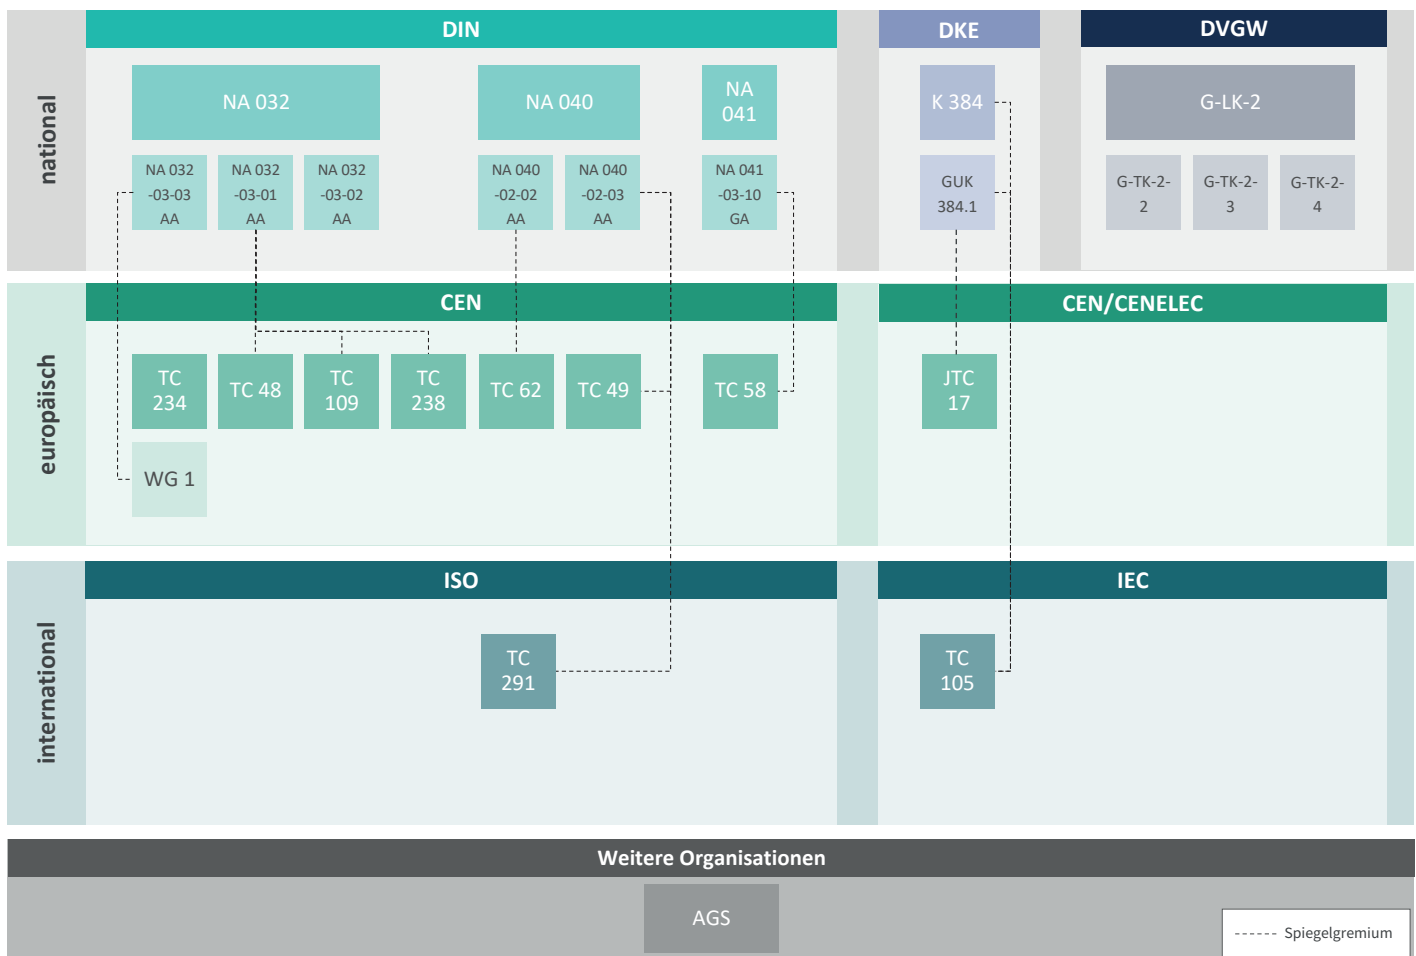 national
DIN
DKE
DVGW
NA 032
NA 040
NA
041
K 384
G-LK-2
NA 032
-03-03
AA
NA 032
-03-01
AA
NA 032
-03-02
AA
NA 040
-02-02
AA
NA 040
-02-03
AA
NA 041
-03-10
GA
GUK
384.1
G-TK-2-
2
G-TK-2-
3
G-TK-2-
4
europäisch
CEN
CEN/CENELEC
TC
234
TC 48
TC
109
TC
238
TC 62
TC 49
TC 58
JTC
17
WG 1
international
ISO
IEC
TC
291
TC
105
Weitere Organisationen
AGS
Spiegelgremium